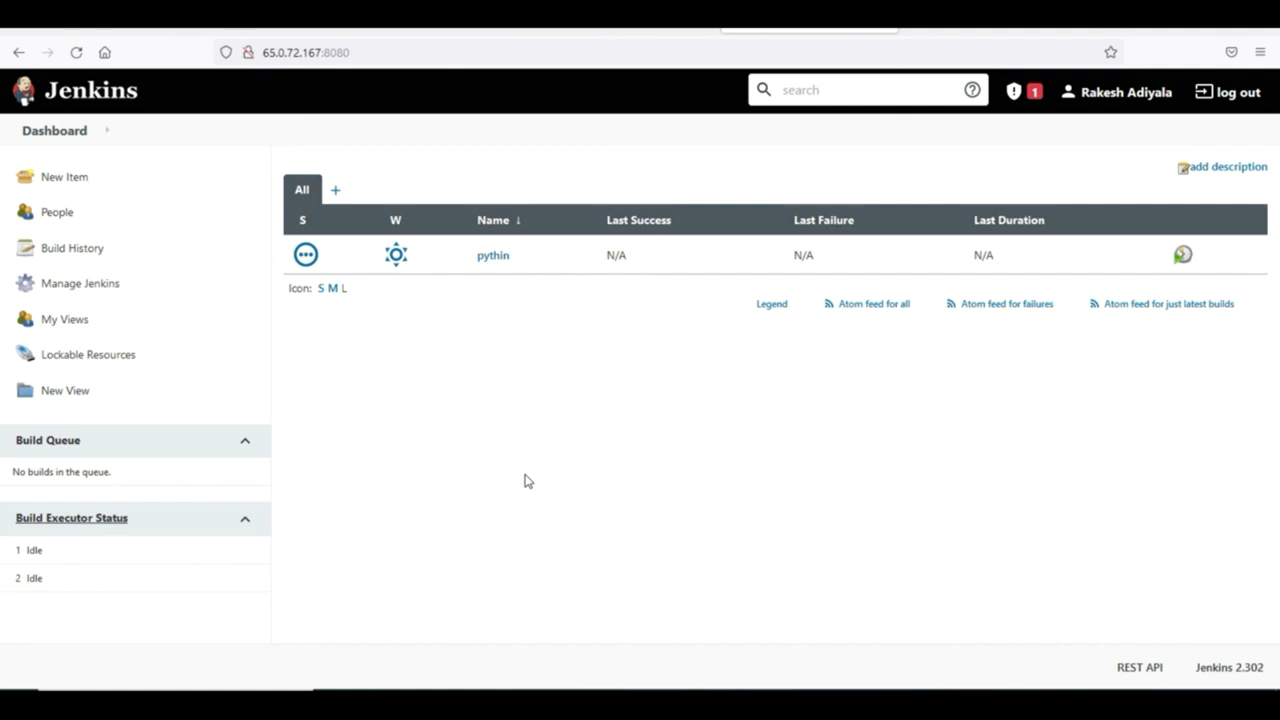 65.0.72.167:8080
Jenkins
search
1
Rakesh Adiyala
log out
Dashboard
New Item
People
Build History
Manage Jenkins
My Views
Lockable Resources
New View
Build Queue
No builds in the queue.
Build Executor Status
1 Idle
2 Idle
add description
All +
S W Name ↓ Last Success Last Failure Last Duration
pythin N/A N/A N/A
Icon: S M L
Legend Atom feed for all Atom feed for failures Atom feed for just latest builds
REST API Jenkins 2.302